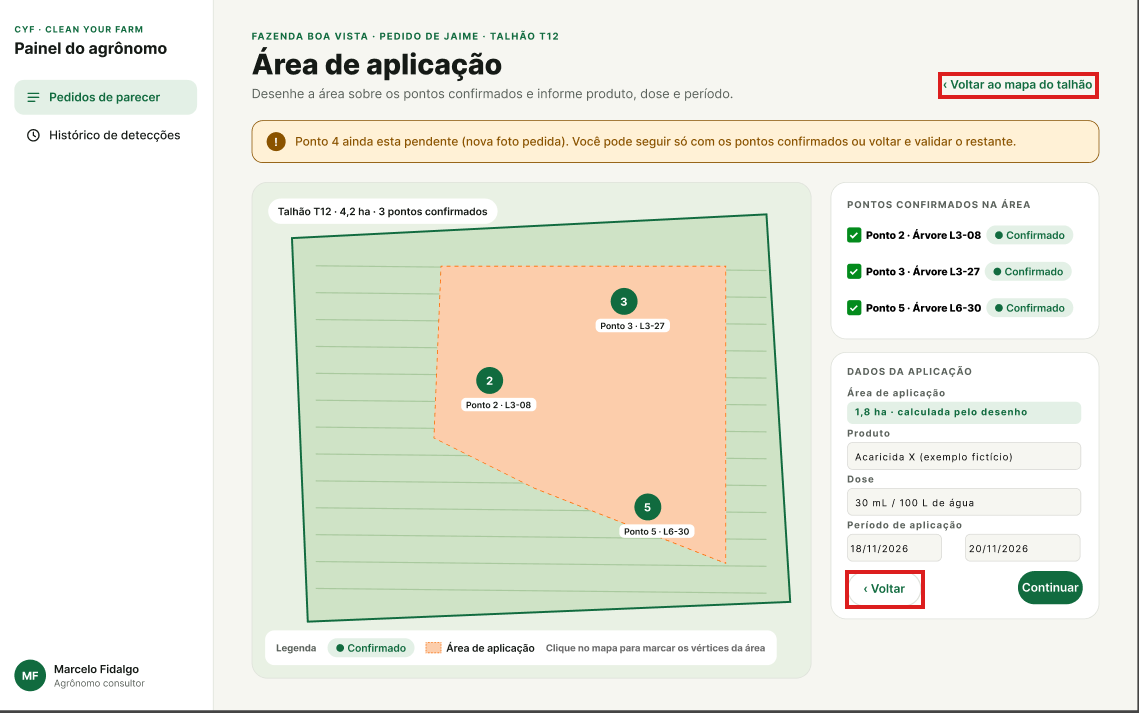 CYF · CLEAN YOUR FARM
Painel do agrônomo
Pedidos de parecer
Histórico de detecções
MF
Marcelo Fidalgo
Agrônomo consultor
FAZENDA BOA VISTA · PEDIDO DE JAIME · TALHÃO T12
Área de aplicação
Desenhe a área sobre os pontos confirmados e informe produto, dose e período.
‹ Voltar ao mapa do talhão
! Ponto 4 ainda esta pendente (nova foto pedida). Você pode seguir só com os pontos confirmados ou voltar e validar o restante.
Talhão T12 · 4,2 ha · 3 pontos confirmados
3
Ponto 3 · L3-27
2
Ponto 2 · L3-08
5
Ponto 5 · L6-30
Legenda
Confirmado
Área de aplicação
Clique no mapa para marcar os vértices da área
PONTOS CONFIRMADOS NA ÁREA
Ponto 2 · Árvore L3-08 Confirmado
Ponto 3 · Árvore L3-27 Confirmado
Ponto 5 · Árvore L6-30 Confirmado
DADOS DA APLICAÇÃO
Área de aplicação
1,8 ha · calculada pelo desenho
Produto
Acaricida X (exemplo fictício)
Dose
30 mL / 100 L de água
Período de aplicação
18/11/2026 20/11/2026
‹ Voltar
Continuar